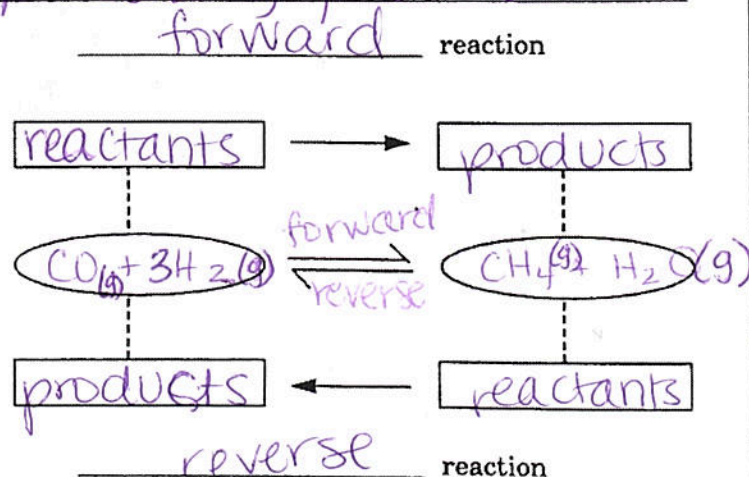 forward reaction
reactants products
forward
CO(g) + 3H2(g) CH4(g) + H2O(g)
reverse
products reactants
reverse reaction